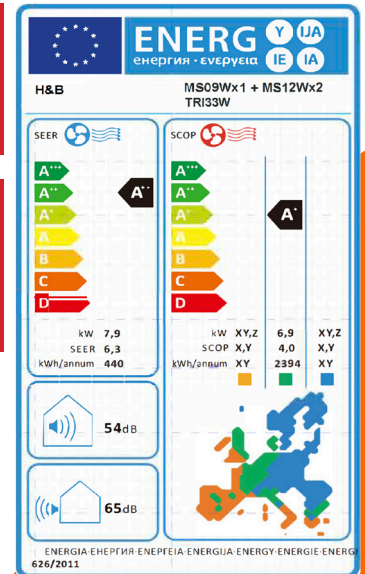 ENERG Y IJA
енергия · ενεργεια IE IA
H&B MS09Wx1 + MS12Wx2
TRI33W
SEER SCOP
A+++ A+++
A++ A++ A++
A+ A+ A+
A A
B B
C C
D D
kW 7,9 kW XY,Z 6,9 XY,Z
SEER 6,3 SCOP X,Y 4,0 X,Y
kWh/annum 440 kWh/annum XY 2394 XY
54dB
65dB
ENERGIA·ЕНЕРГИЯ·ΕΝΕΡΓΕΙΑ·ENERGIJA·ENERGY·ENERGIE·ENERGI
626/2011